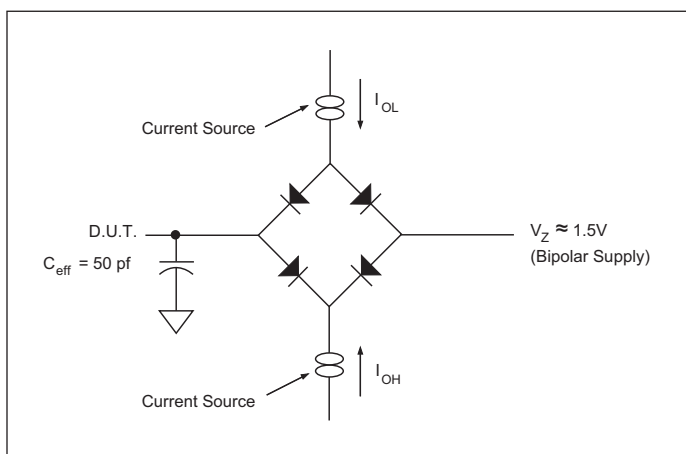 I_OL
Current Source
D.U.T.
V_Z ≈ 1.5V
C_eff = 50 pf
(Bipolar Supply)
I_OH
Current Source